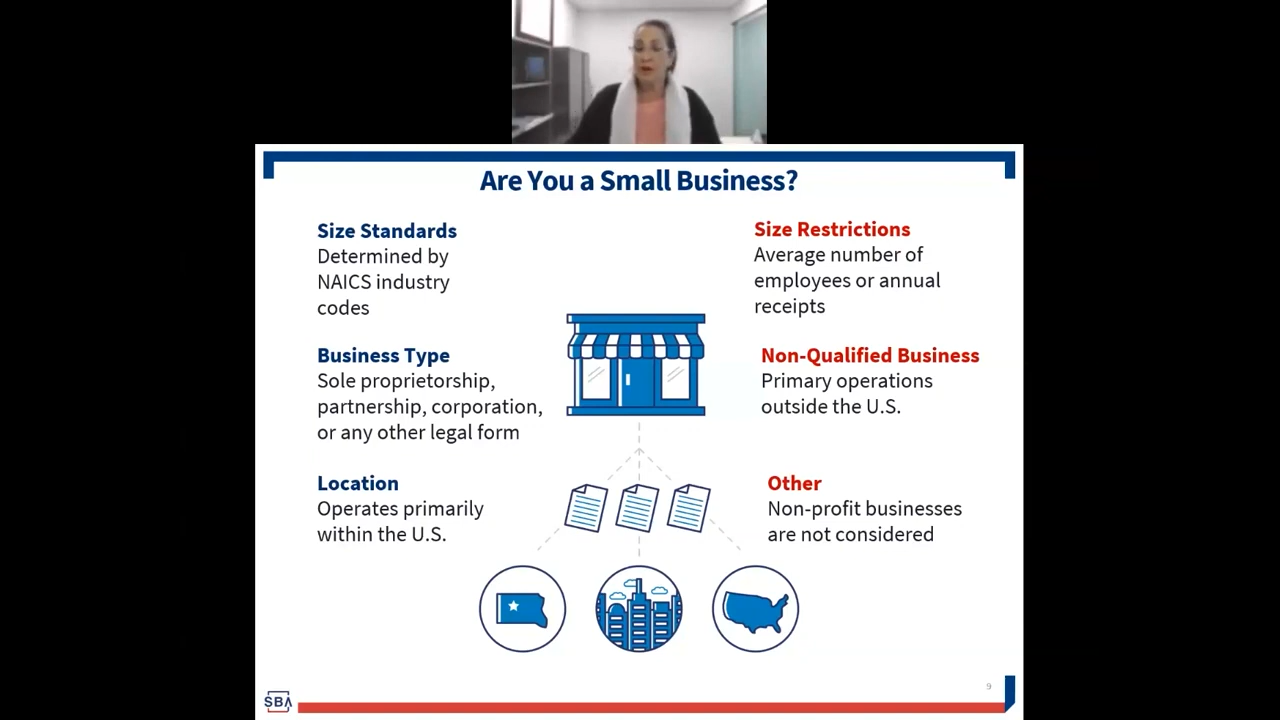 Are You a Small Business?
Size Standards
Determined by
NAICS industry
codes
Business Type
Sole proprietorship,
partnership, corporation,
or any other legal form
Location
Operates primarily
within the U.S.
Size Restrictions
Average number of
employees or annual
receipts
Non-Qualified Business
Primary operations
outside the U.S.
Other
Non-profit businesses
are not considered
9
SBA